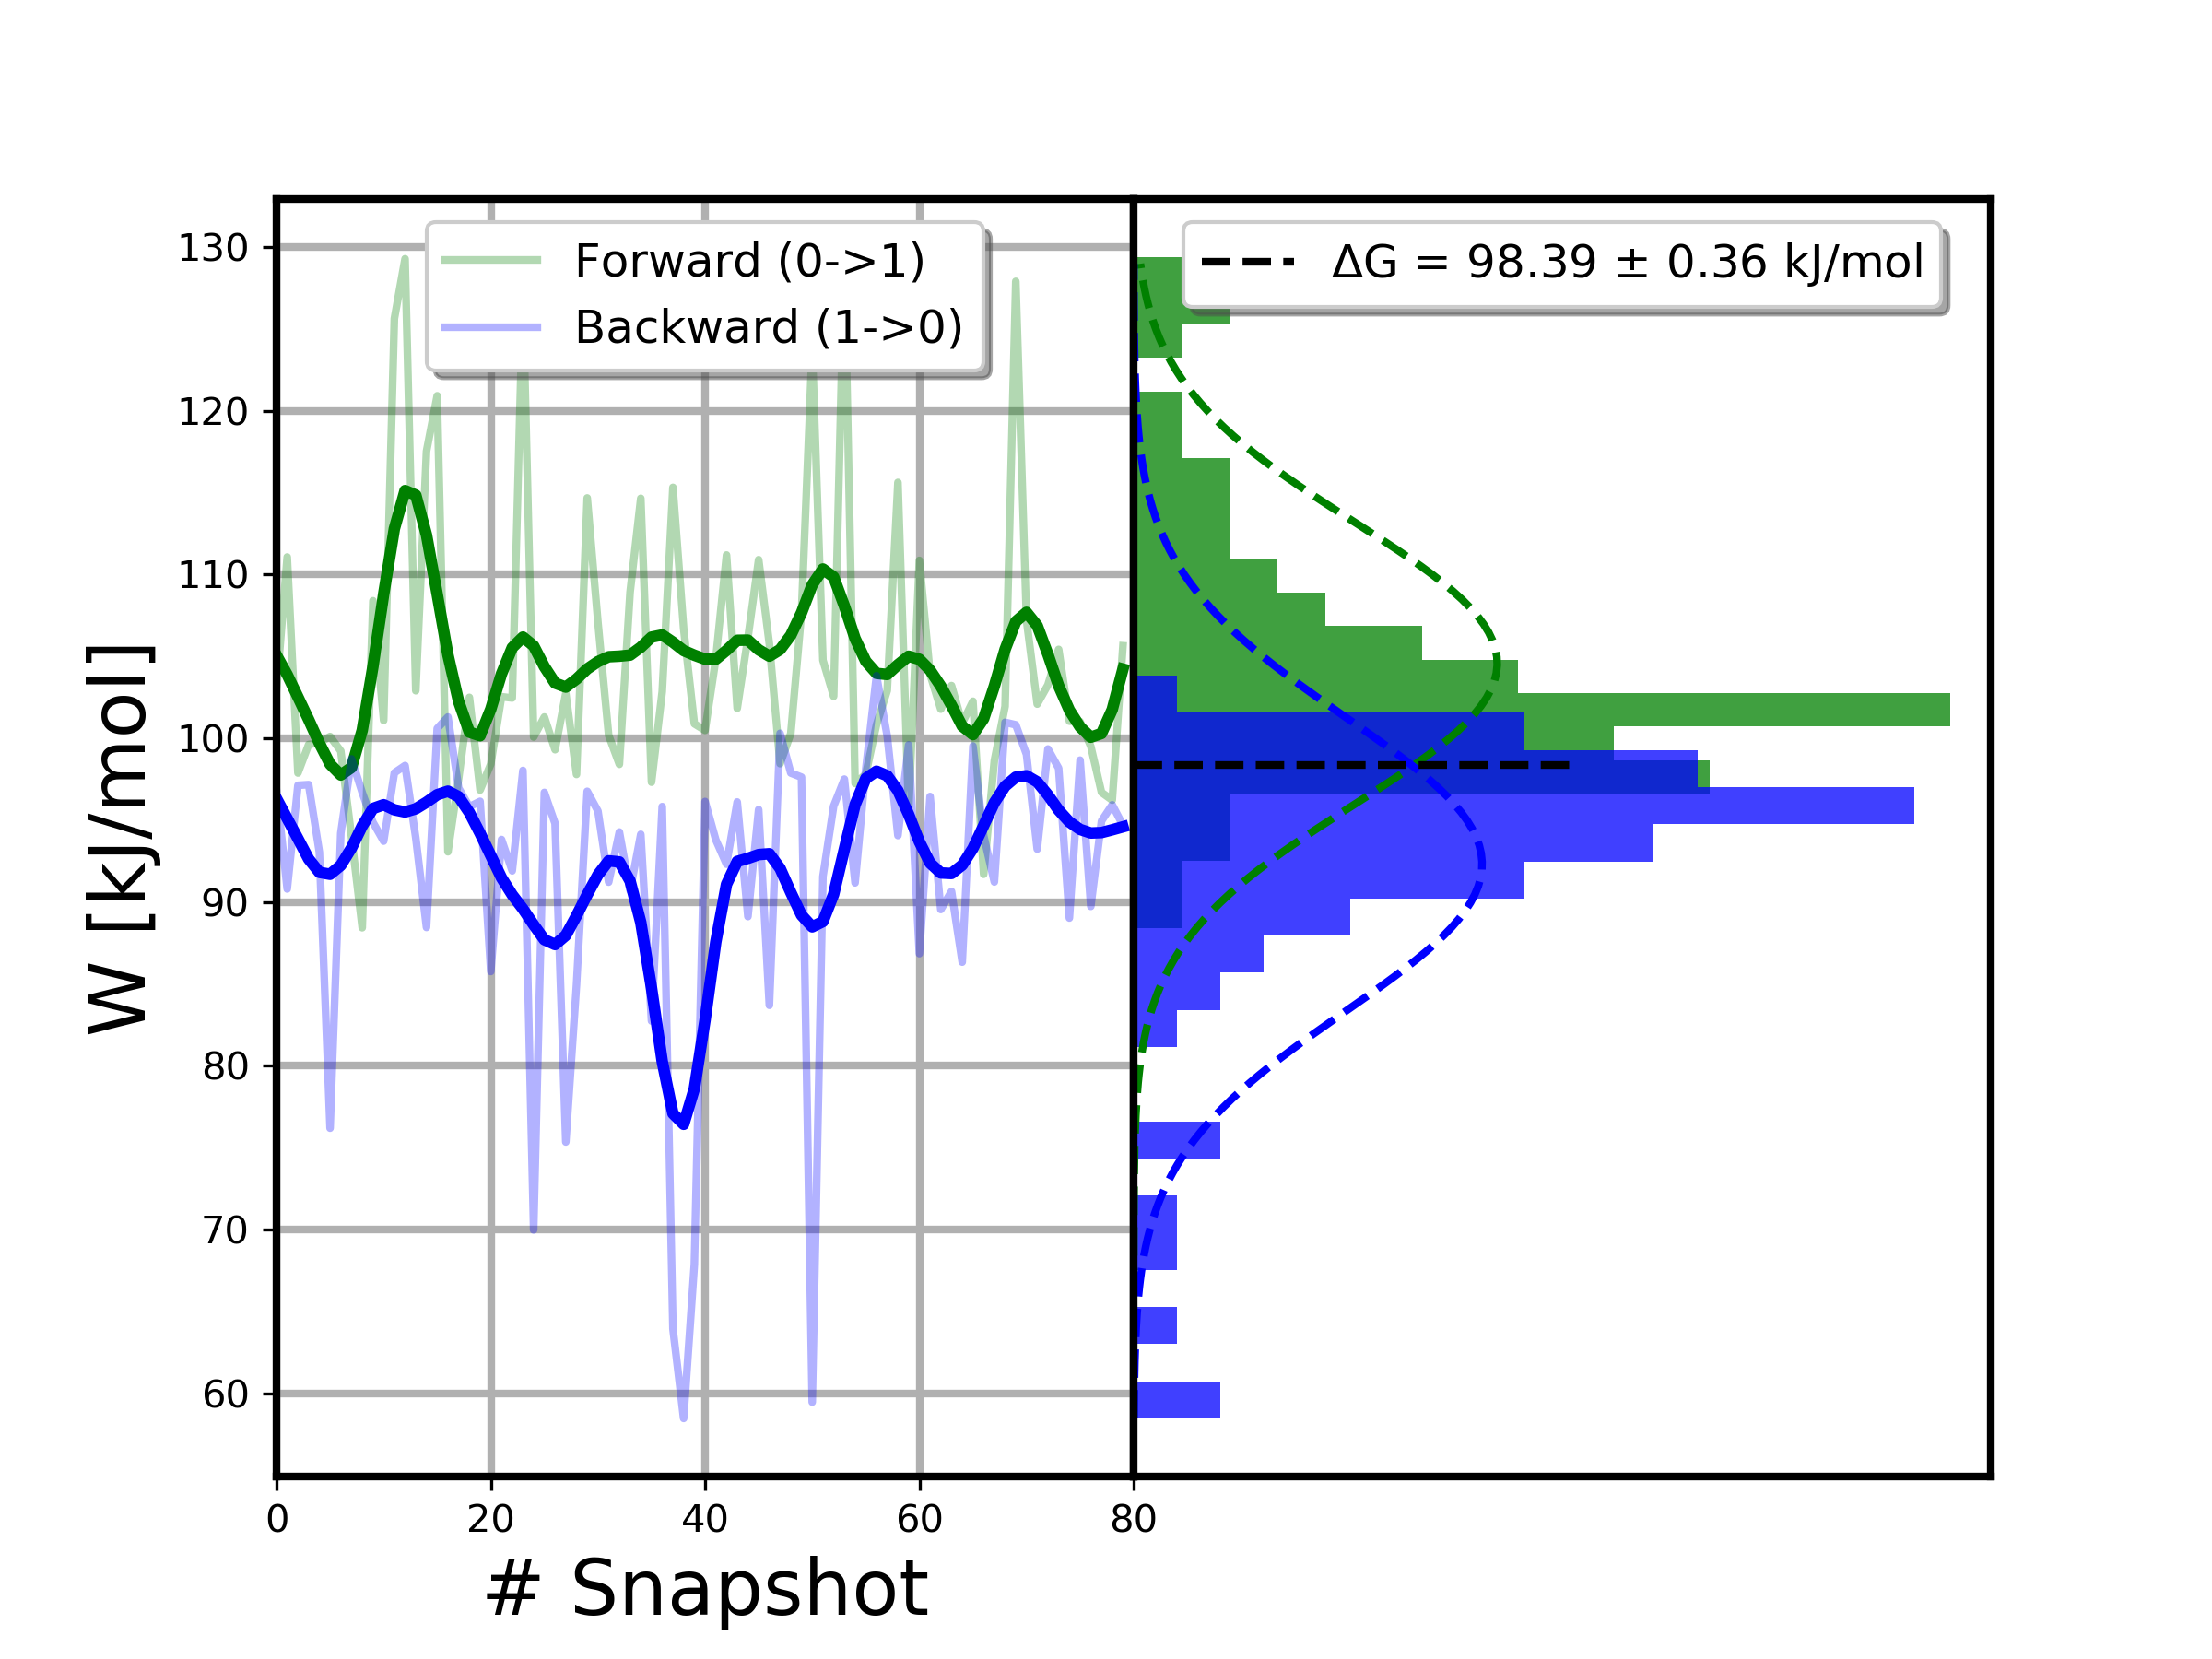 Forward (0->1)
Backward (1->0)
ΔG = 98.39 ± 0.36 kJ/mol
W [kJ/mol]
130
120
110
100
90
80
70
60
0
20
40
60
80
# Snapshot